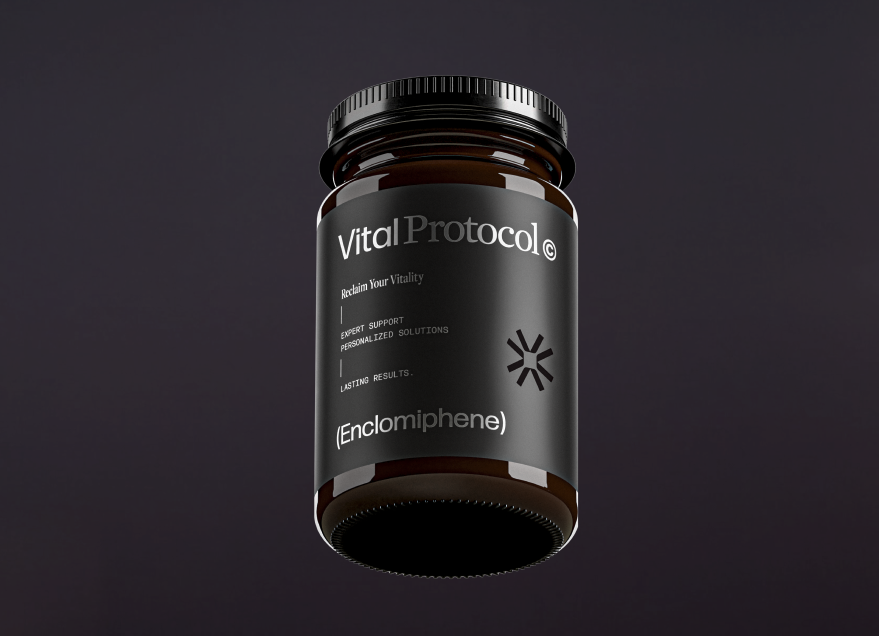 Vital Protocol ©
Reclaim Your Vitality
EXPERT SUPPORT
PERSONALIZED SOLUTIONS
LASTING RESULTS.
(Enclomiphene)